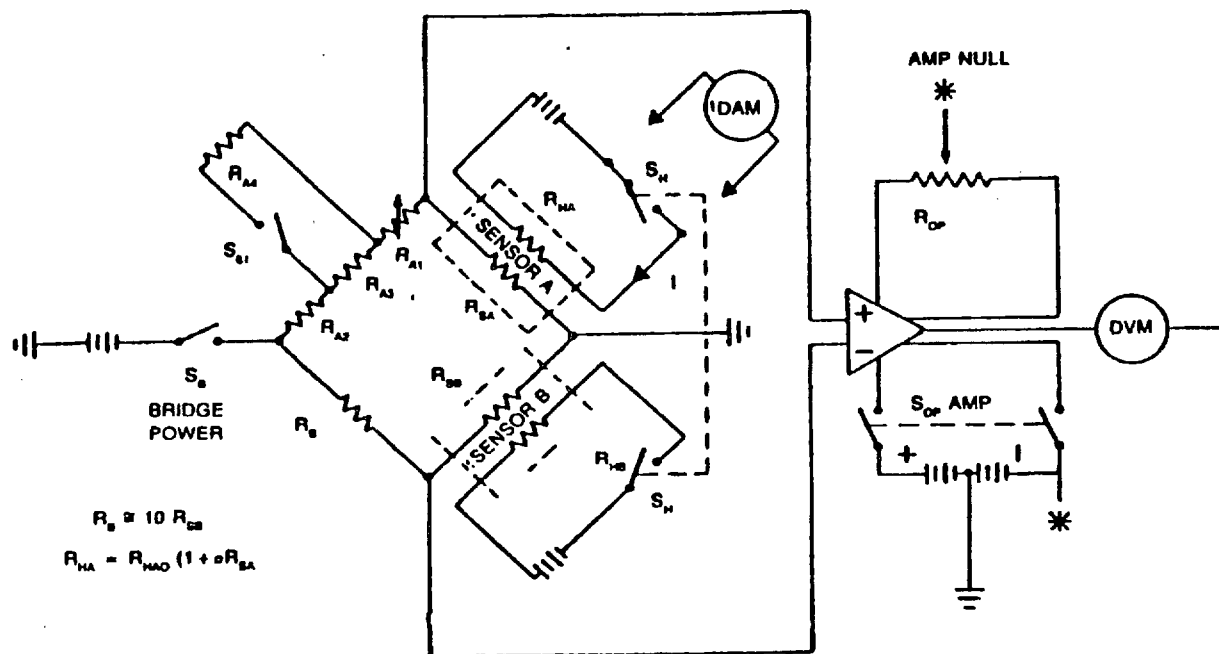 AMP NULL
DAM
S_H
R_A4
R_HA
R_OP
SENSOR A
S_S1
R_A1
R_A3
I
R_SA
R_A2
DVM
S_B
BRIDGE
POWER
R_SB
SENSOR B
S_OP AMP
R_B
R_HB
S_H
R_B ≅ 10 R_SB
R_HA = R_HAO (1 + αR_SA